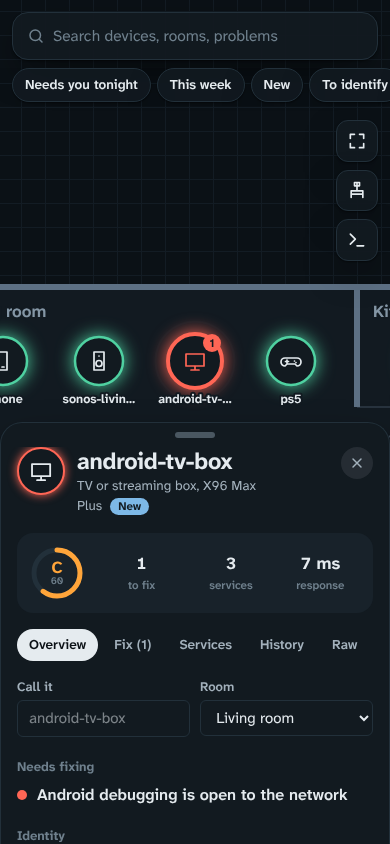 Search devices, rooms, problems
Needs you tonight This week New To identify
room Ki
one sonos-livin... android-tv-... 1 ps5
android-tv-box
TV or streaming box, X96 Max
Plus New
C 60
1 3 7 ms
to fix services response
Overview Fix (1) Services History Raw
Call it Room
android-tv-box Living room
Needs fixing
Android debugging is open to the network
Identity